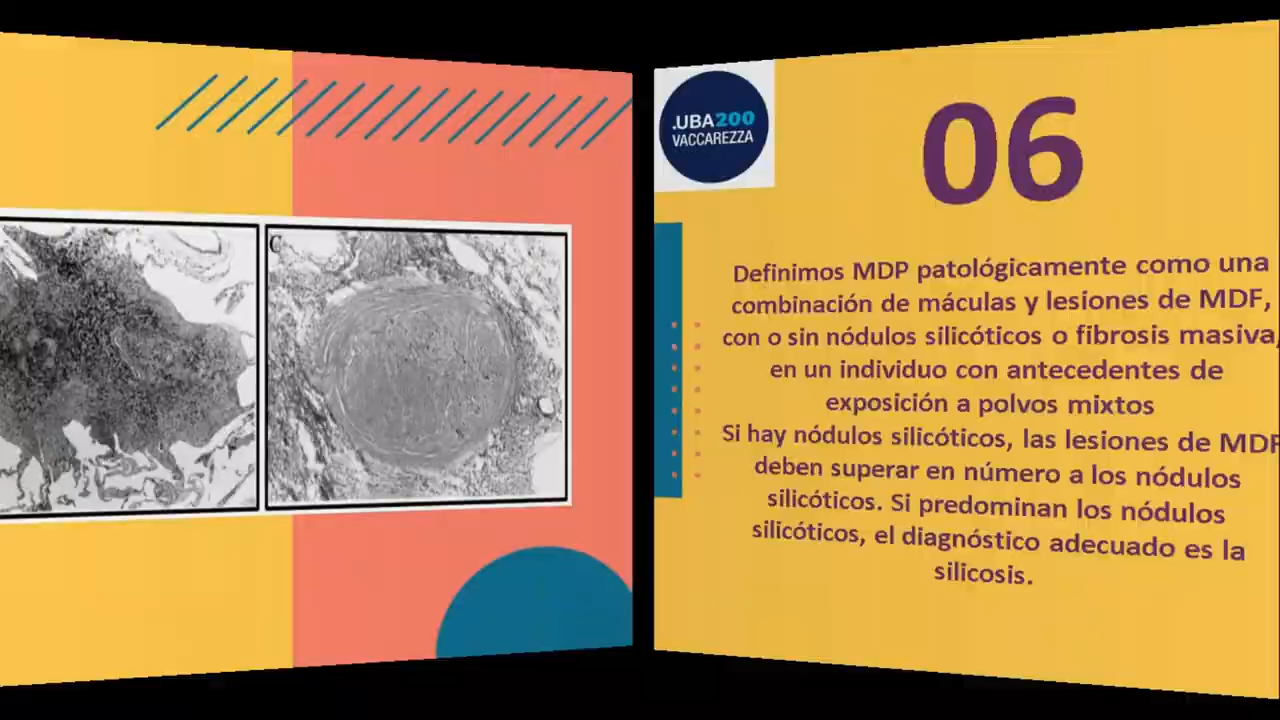 C
.UBA200
VACCAREZZA
06
Definimos MDP patológicamente como una
combinación de máculas y lesiones de MDF,
con o sin nódulos silicóticos o fibrosis masiva,
en un individuo con antecedentes de
exposición a polvos mixtos
Si hay nódulos silicóticos, las lesiones de MDF
deben superar en número a los nódulos
silicóticos. Si predominan los nódulos
silicóticos, el diagnóstico adecuado es la
silicosis.